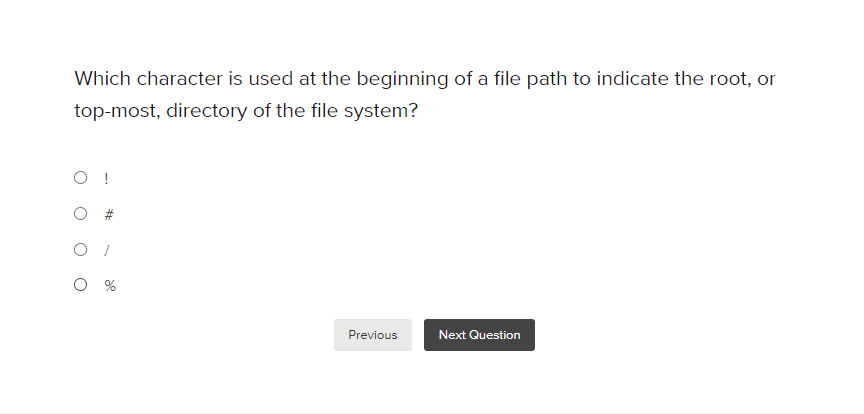 Which character is used at the beginning of a file path to indicate the root, or
top-most, directory of the file system?
!
#
/
%
Previous Next Question